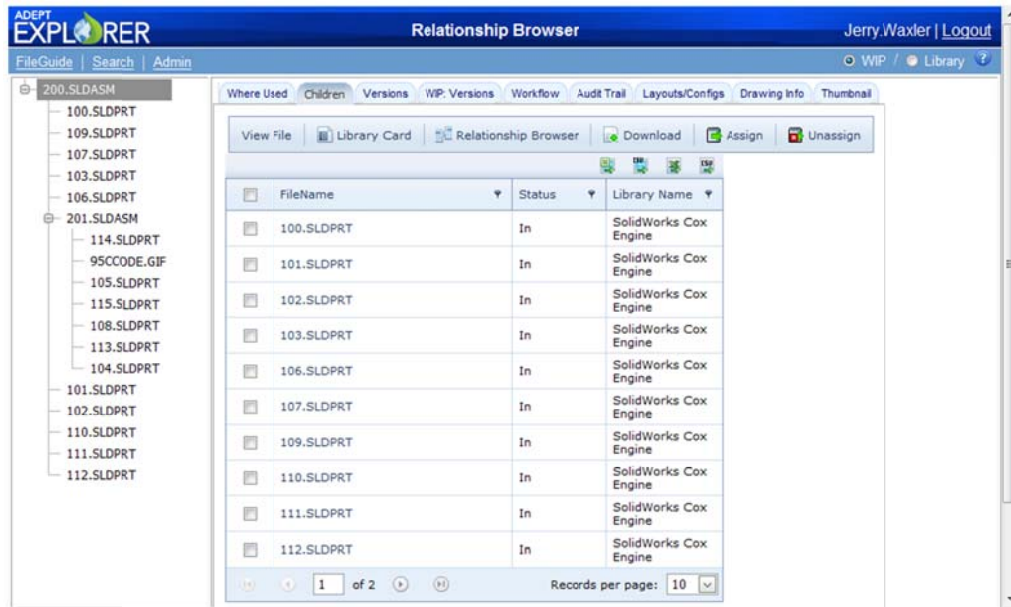 ADEPT
EXPLORER
Relationship Browser
Jerry.Waxler | Logout
FileGuide | Search | Admin
WIP / Library ?
200.SLDASM
100.SLDPRT
109.SLDPRT
107.SLDPRT
103.SLDPRT
106.SLDPRT
201.SLDASM
114.SLDPRT
95CCODE.GIF
105.SLDPRT
115.SLDPRT
108.SLDPRT
113.SLDPRT
104.SLDPRT
101.SLDPRT
102.SLDPRT
110.SLDPRT
111.SLDPRT
112.SLDPRT
Where Used Children Versions WIP: Versions Workflow Audit Trail Layouts/Configs Drawing Info Thumbnail
View File Library Card Relationship Browser Download Assign Unassign
FileName Status Library Name
100.SLDPRT In SolidWorks Cox
Engine
101.SLDPRT In SolidWorks Cox
Engine
102.SLDPRT In SolidWorks Cox
Engine
103.SLDPRT In SolidWorks Cox
Engine
106.SLDPRT In SolidWorks Cox
Engine
107.SLDPRT In SolidWorks Cox
Engine
109.SLDPRT In SolidWorks Cox
Engine
110.SLDPRT In SolidWorks Cox
Engine
111.SLDPRT In SolidWorks Cox
Engine
112.SLDPRT In SolidWorks Cox
Engine
1 of 2 Records per page: 10